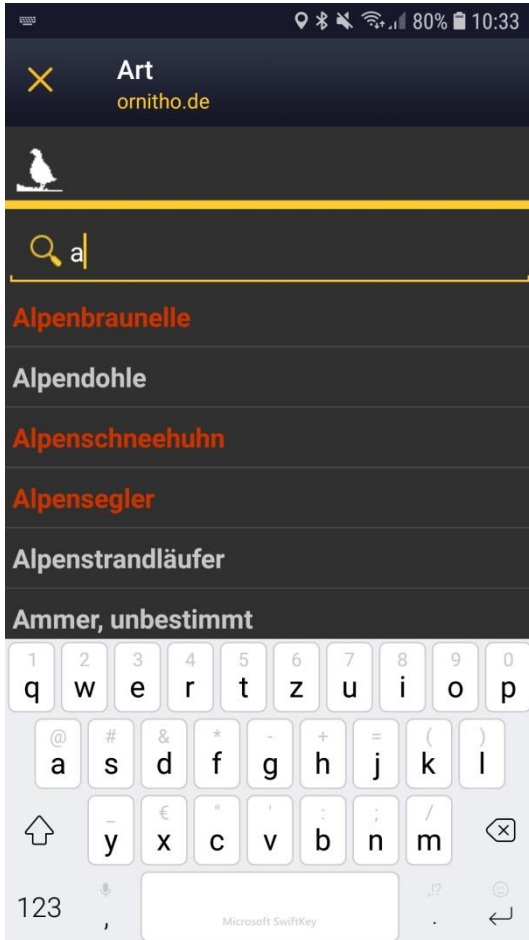 80% 10:33
Art
ornitho.de
a
Alpenbraunelle
Alpendohle
Alpenschneehuhn
Alpensegler
Alpenstrandläufer
Ammer, unbestimmt
1 2 3 4 5 6 7 8 9 0
q w e r t z u i o p
@ # & * - + = ( )
a s d f g h j k l
_ € " ' : ; /
y x c v b n m
123 , Microsoft SwiftKey ,!? .